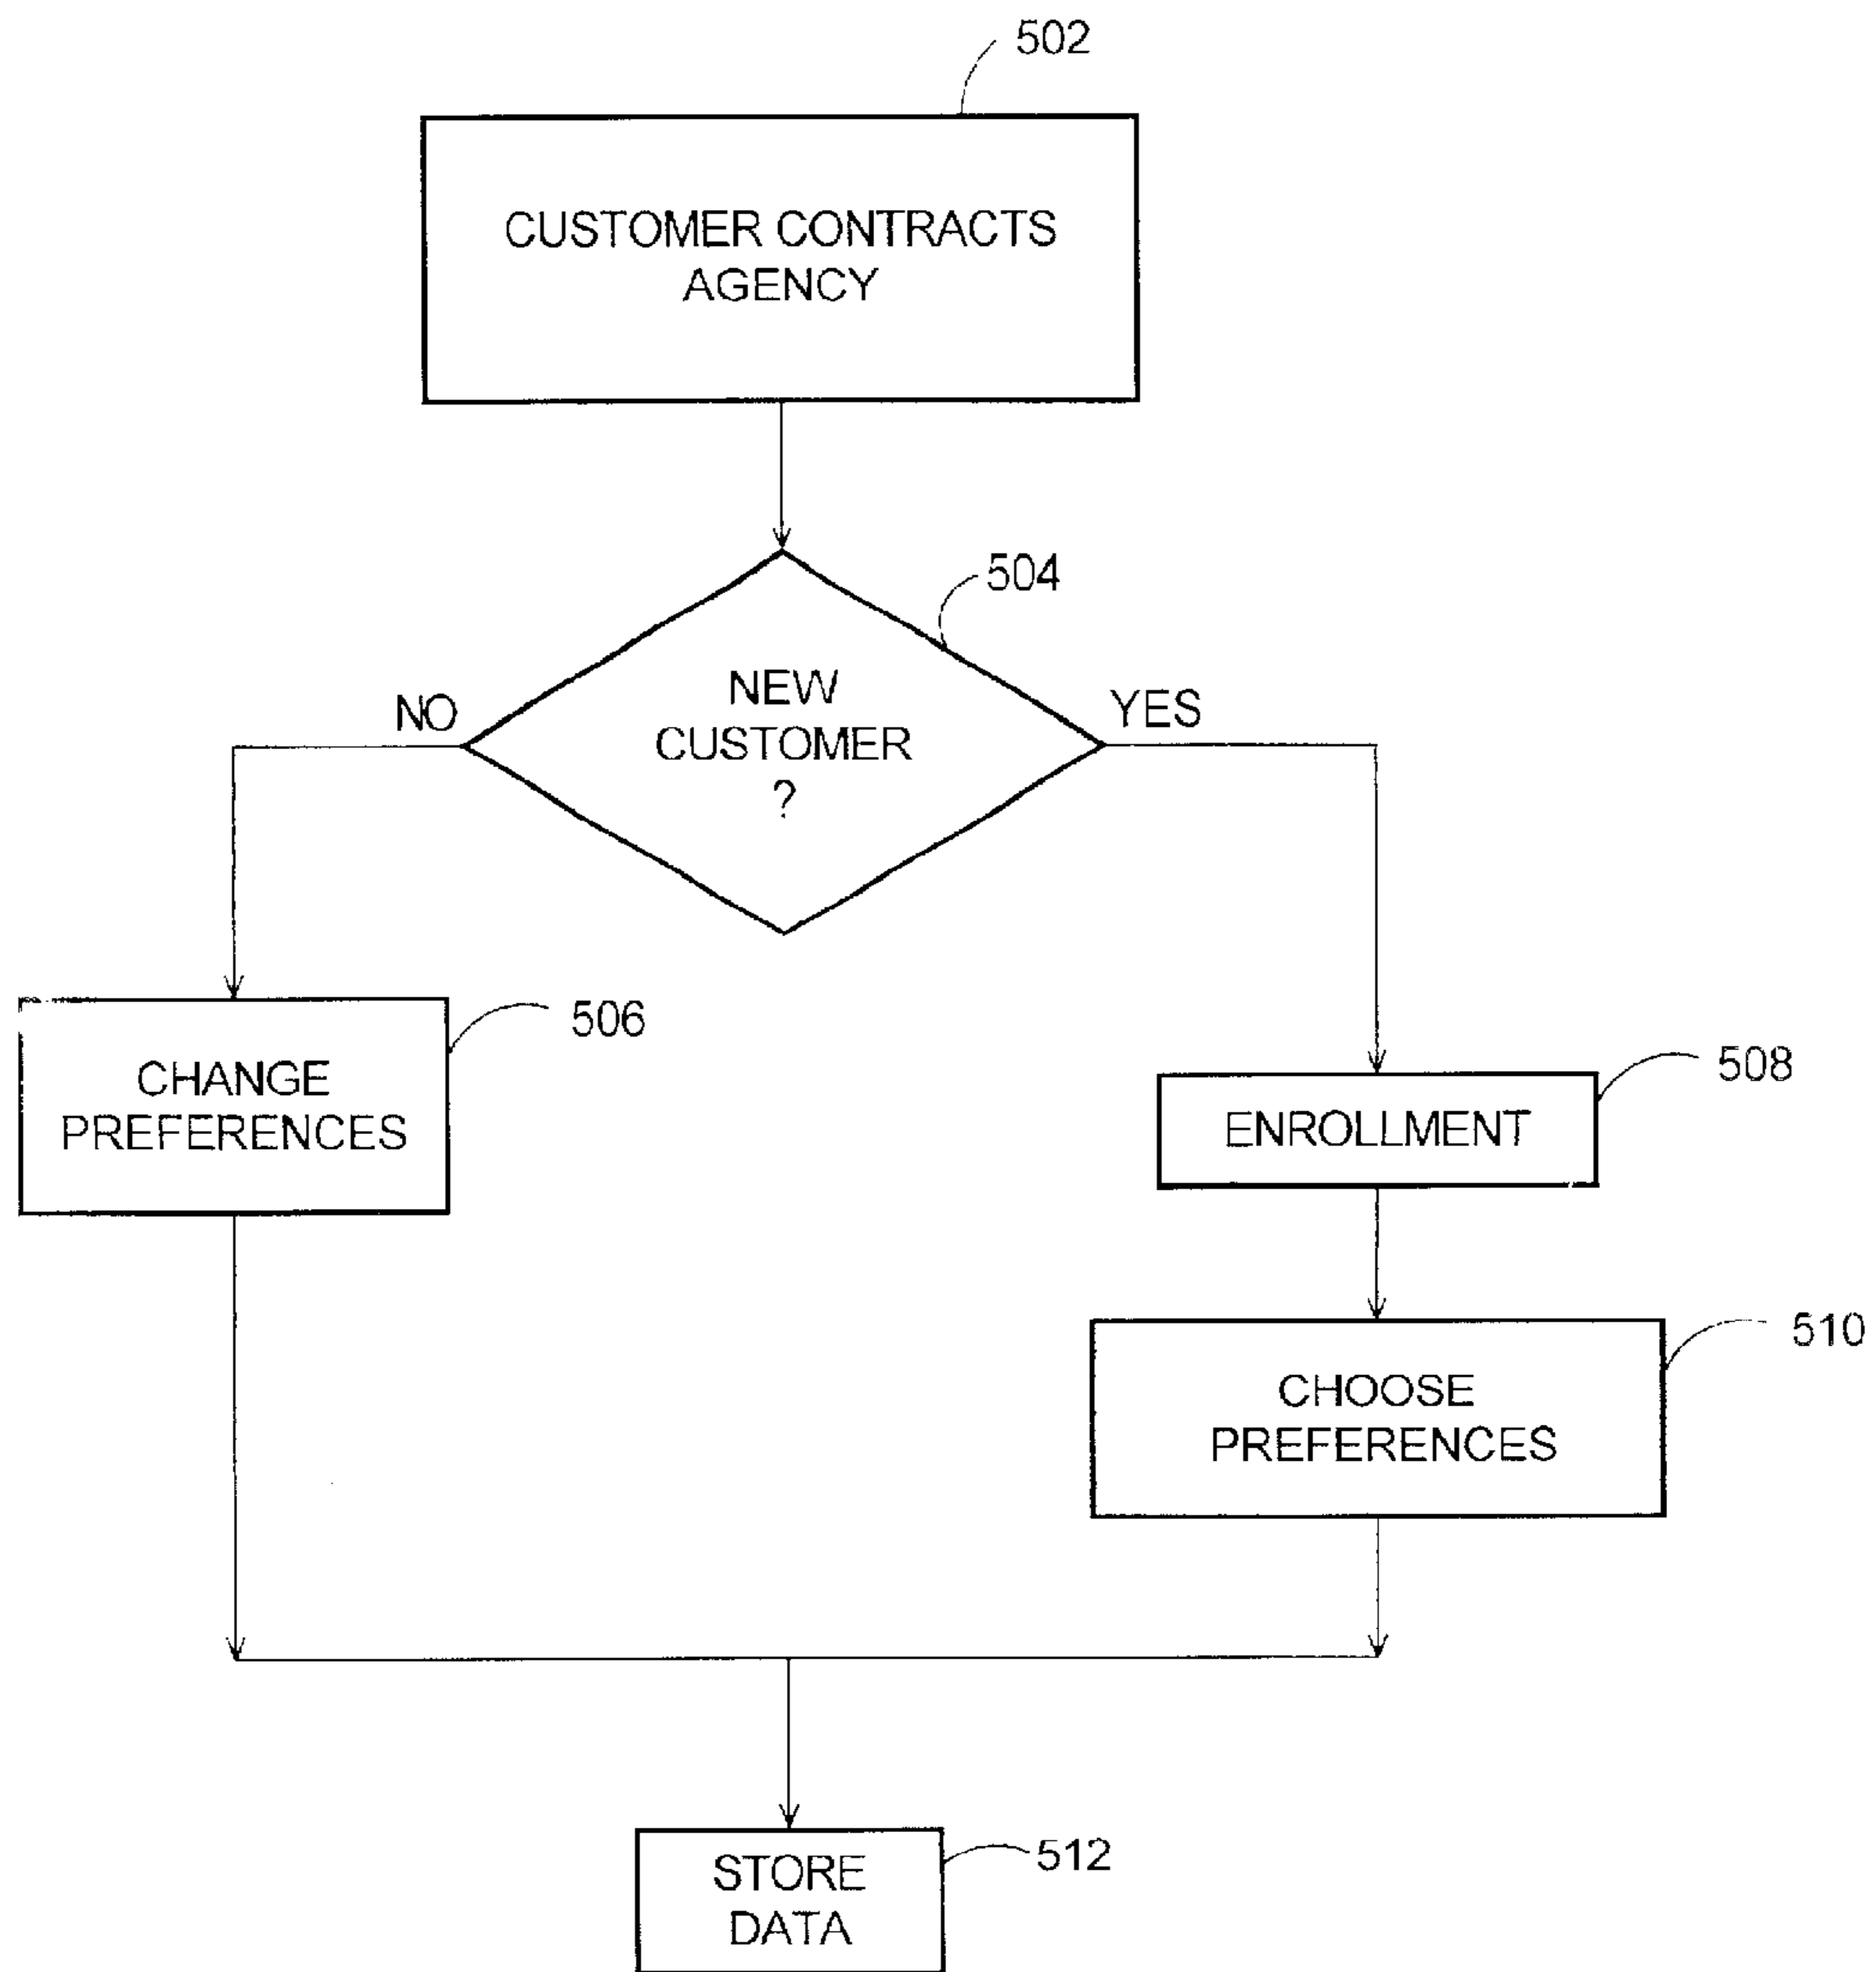 502
CUSTOMER CONTRACTS
AGENCY
504
NEW
CUSTOMER
?
NO
YES
506
CHANGE
PREFERENCES
508
ENROLLMENT
510
CHOOSE
PREFERENCES
512
STORE
DATA